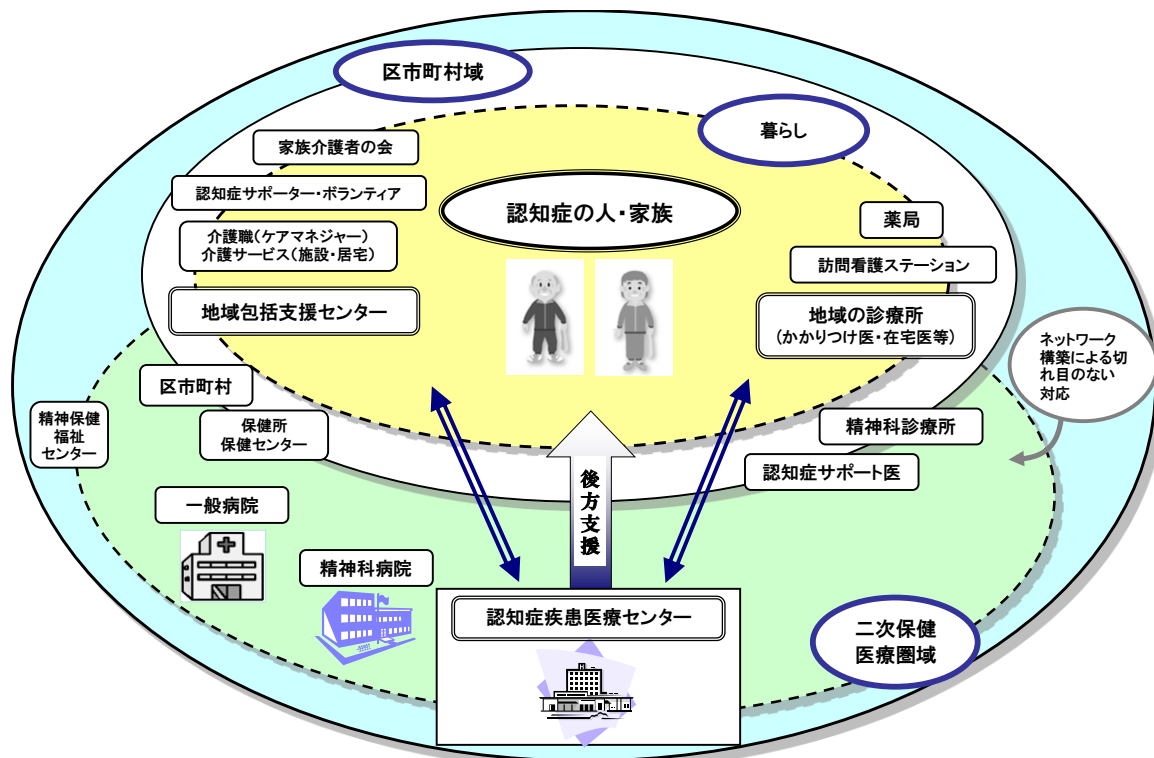 区市町村域
暮らし
家族介護者の会
認知症サポーター・ボランティア
認知症の人・家族
介護職(ケアマネジャー)
介護サービス(施設・居宅)
薬局
訪問看護ステーション
地域包括支援センター
地域の診療所
(かかりつけ医・在宅医等)
ネットワーク
構築による切
れ目のない
対応
区市町村
精神保健
福祉
センター
保健所
保健センター
精神科診療所
認知症サポート医
後方支援
一般病院
精神科病院
認知症疾患医療センター
二次保健
医療圏域